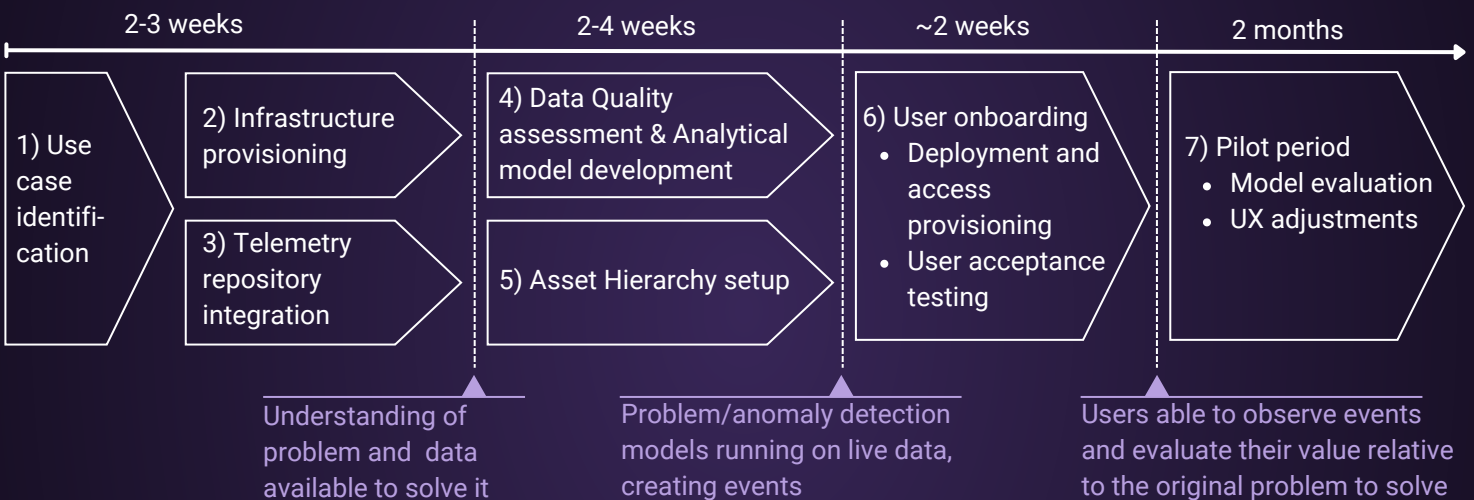 2-3 weeks
2-4 weeks
~2 weeks
2 months
1) Use
case
identifi-
cation
2) Infrastructure
provisioning
3) Telemetry
repository
integration
4) Data Quality
assessment & Analytical
model development
5) Asset Hierarchy setup
6) User onboarding
• Deployment and
access
provisioning
• User acceptance
testing
7) Pilot period
• Model evaluation
• UX adjustments
Understanding of
problem and data
available to solve it
Problem/anomaly detection
models running on live data,
creating events
Users able to observe events
and evaluate their value relative
to the original problem to solve